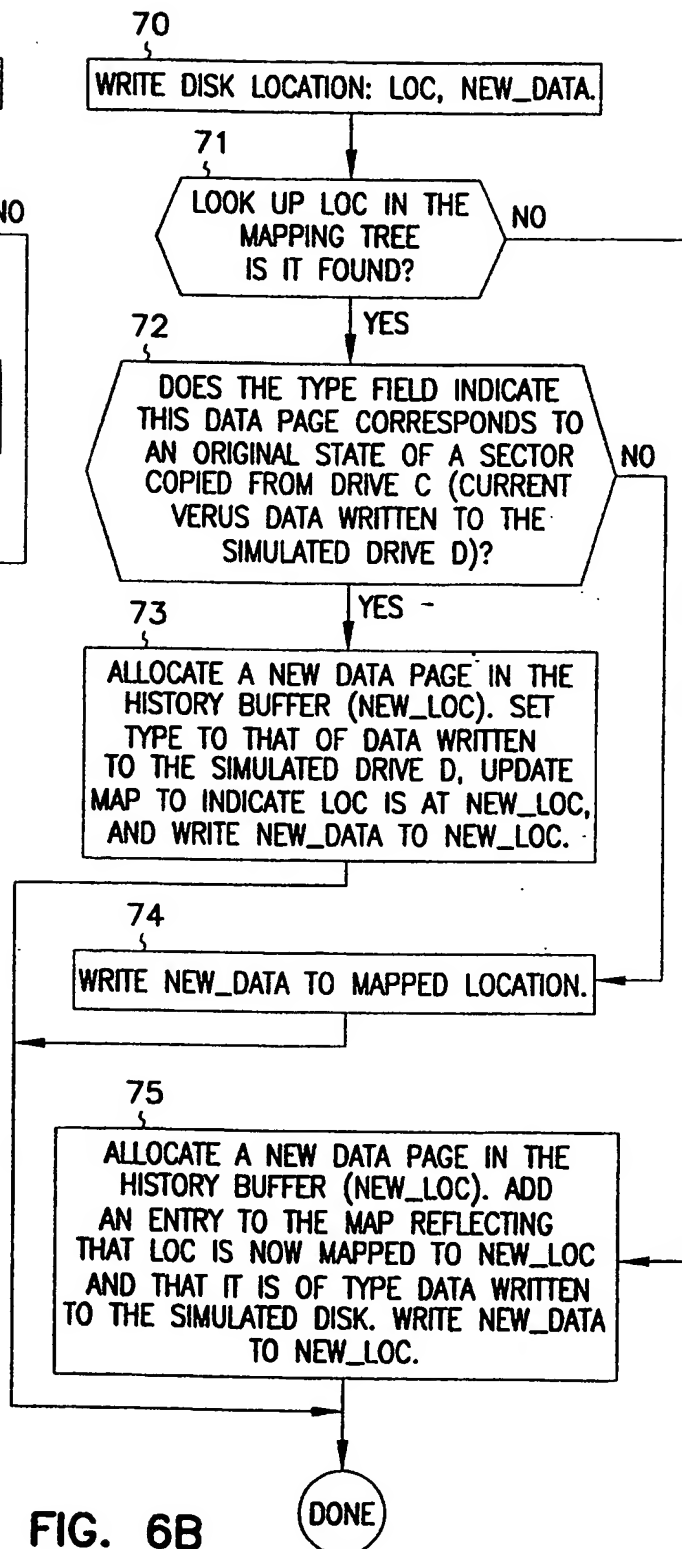 70
WRITE DISK LOCATION: LOC, NEW_DATA.
71
LOOK UP LOC IN THE
MAPPING TREE
IS IT FOUND?
NO
NO
YES
72
DOES THE TYPE FIELD INDICATE
THIS DATA PAGE CORRESPONDS TO
AN ORIGINAL STATE OF A SECTOR
COPIED FROM DRIVE C (CURRENT
VERUS DATA WRITTEN TO THE
SIMULATED DRIVE D)?
NO
YES
73
ALLOCATE A NEW DATA PAGE IN THE
HISTORY BUFFER (NEW_LOC). SET
TYPE TO THAT OF DATA WRITTEN
TO THE SIMULATED DRIVE D, UPDATE
MAP TO INDICATE LOC IS AT NEW_LOC,
AND WRITE NEW_DATA TO NEW_LOC.
74
WRITE NEW_DATA TO MAPPED LOCATION.
75
ALLOCATE A NEW DATA PAGE IN THE
HISTORY BUFFER (NEW_LOC). ADD
AN ENTRY TO THE MAP REFLECTING
THAT LOC IS NOW MAPPED TO NEW_LOC
AND THAT IT IS OF TYPE DATA WRITTEN
TO THE SIMULATED DISK. WRITE NEW_DATA
TO NEW_LOC.
DONE
FIG. 6B